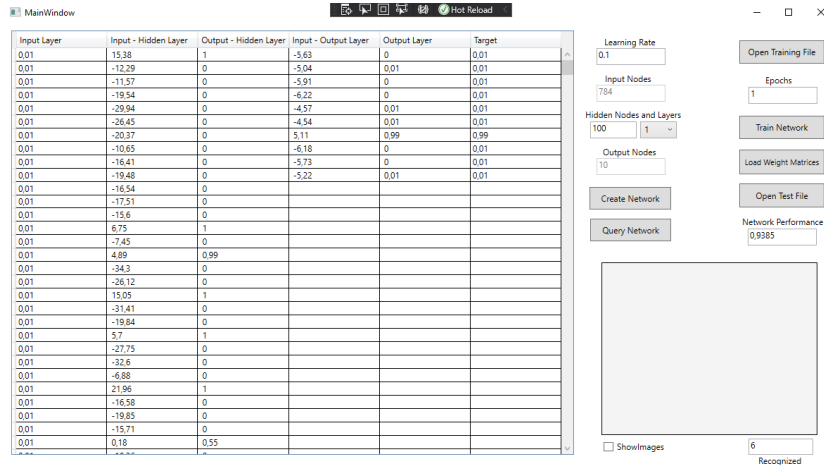 MainWindow
Hot Reload
Input Layer Input - Hidden Layer Output - Hidden Layer Input - Output Layer Output Layer Target
0,01 15,38 1 -5,63 0 0,01
0,01 -12,29 0 -5,04 0,01 0,01
0,01 -11,57 0 -5,91 0 0,01
0,01 -19,54 0 -6,22 0 0,01
0,01 -29,94 0 -4,57 0,01 0,01
0,01 -26,45 0 -4,54 0,01 0,01
0,01 -20,37 0 5,11 0,99 0,99
0,01 -10,65 0 -6,18 0 0,01
0,01 -16,41 0 -5,73 0 0,01
0,01 -19,48 0 -5,22 0,01 0,01
0,01 -16,54 0
0,01 -17,51 0
0,01 -15,6 0
0,01 6,75 1
0,01 -7,45 0
0,01 4,89 0,99
0,01 -34,3 0
0,01 -26,12 0
0,01 15,05 1
0,01 -31,41 0
0,01 -19,84 0
0,01 5,7 1
0,01 -27,75 0
0,01 -32,6 0
0,01 -6,88 0
0,01 21,96 1
0,01 -16,58 0
0,01 -19,85 0
0,01 -15,71 0
0,01 0,18 0,55
Learning Rate
0.1
Input Nodes
784
Hidden Nodes and Layers
100 1
Output Nodes
10
Create Network
Query Network
Open Training File
Epochs
1
Train Network
Load Weight Matrices
Open Test File
Network Performance
0,9385
ShowImages
6
Recognized